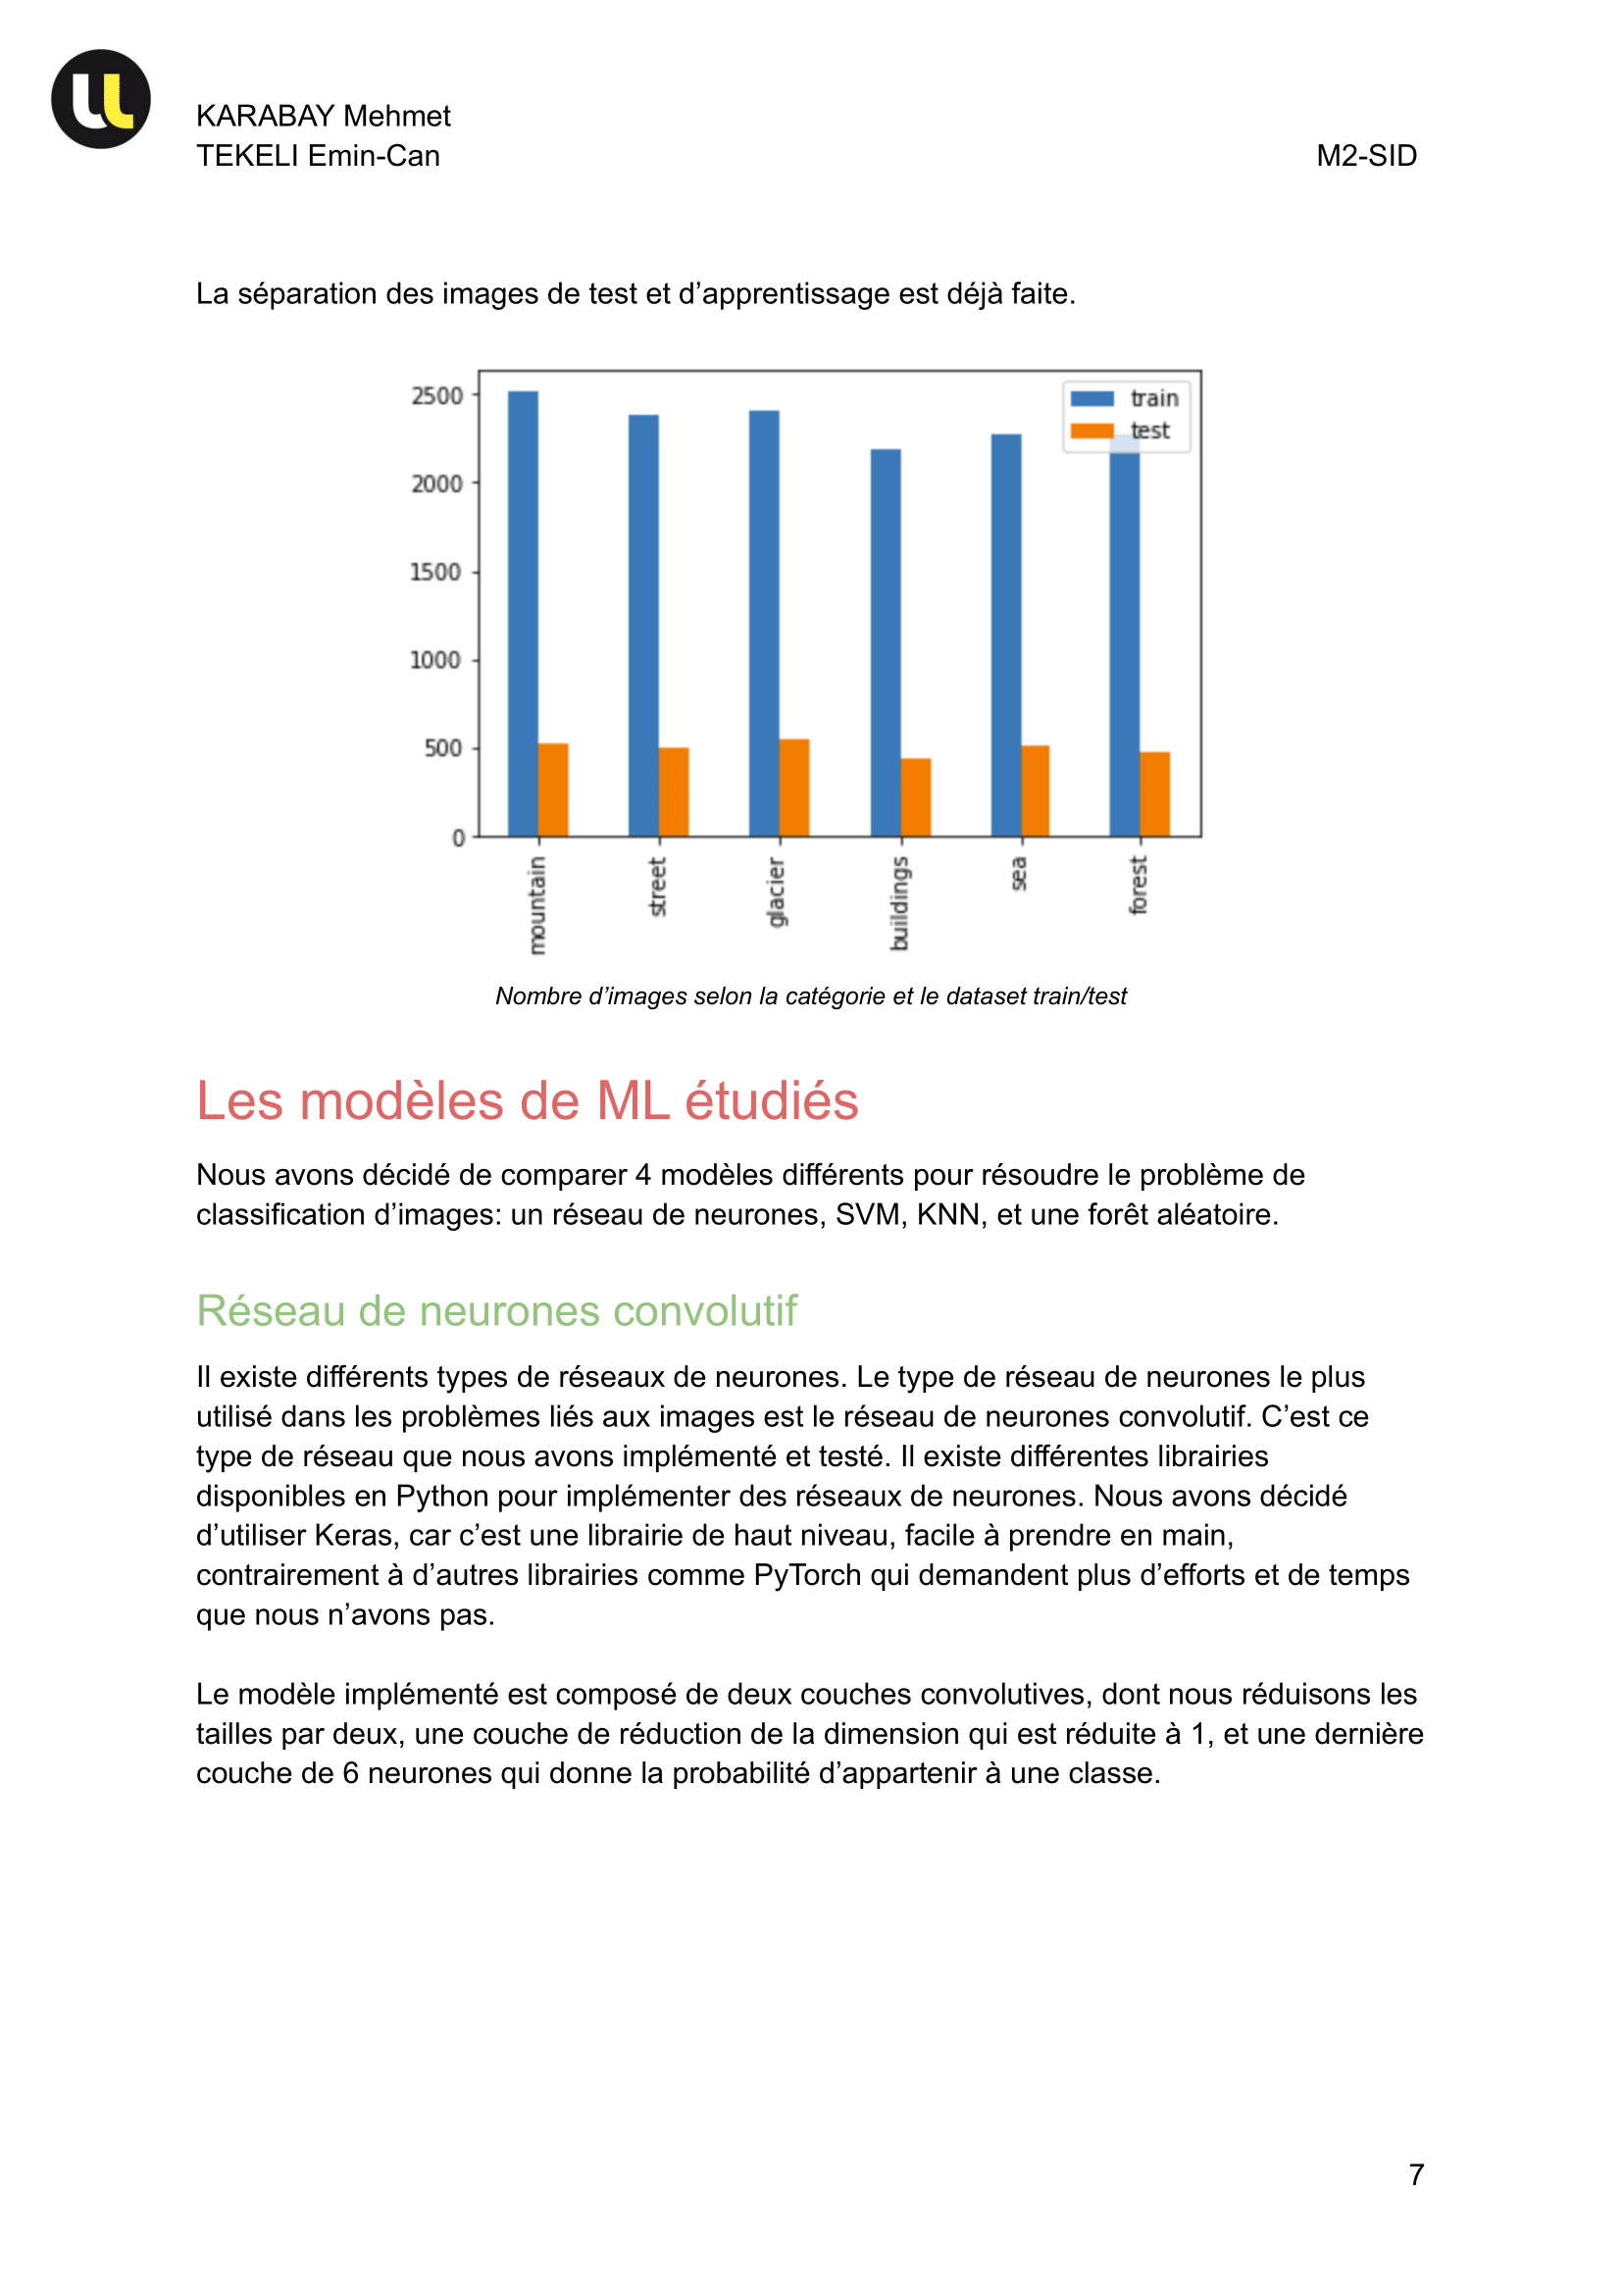 KARABAY Mehmet
TEKELI Emin-Can
M2-SID
La séparation des images de test et d’apprentissage est déjà faite.
2500
2000
1500
1000
500
0
train
test
mountain
street
glacier
buildings
sea
forest
Nombre d’images selon la catégorie et le dataset train/test
Les modèles de ML étudiés
Nous avons décidé de comparer 4 modèles différents pour résoudre le problème de
classification d’images: un réseau de neurones, SVM, KNN, et une forêt aléatoire.
Réseau de neurones convolutif
Il existe différents types de réseaux de neurones. Le type de réseau de neurones le plus
utilisé dans les problèmes liés aux images est le réseau de neurones convolutif. C’est ce
type de réseau que nous avons implémenté et testé. Il existe différentes librairies
disponibles en Python pour implémenter des réseaux de neurones. Nous avons décidé
d’utiliser Keras, car c’est une librairie de haut niveau, facile à prendre en main,
contrairement à d’autres librairies comme PyTorch qui demandent plus d’efforts et de temps
que nous n’avons pas.
Le modèle implémenté est composé de deux couches convolutives, dont nous réduisons les
tailles par deux, une couche de réduction de la dimension qui est réduite à 1, et une dernière
couche de 6 neurones qui donne la probabilité d’appartenir à une classe.
7